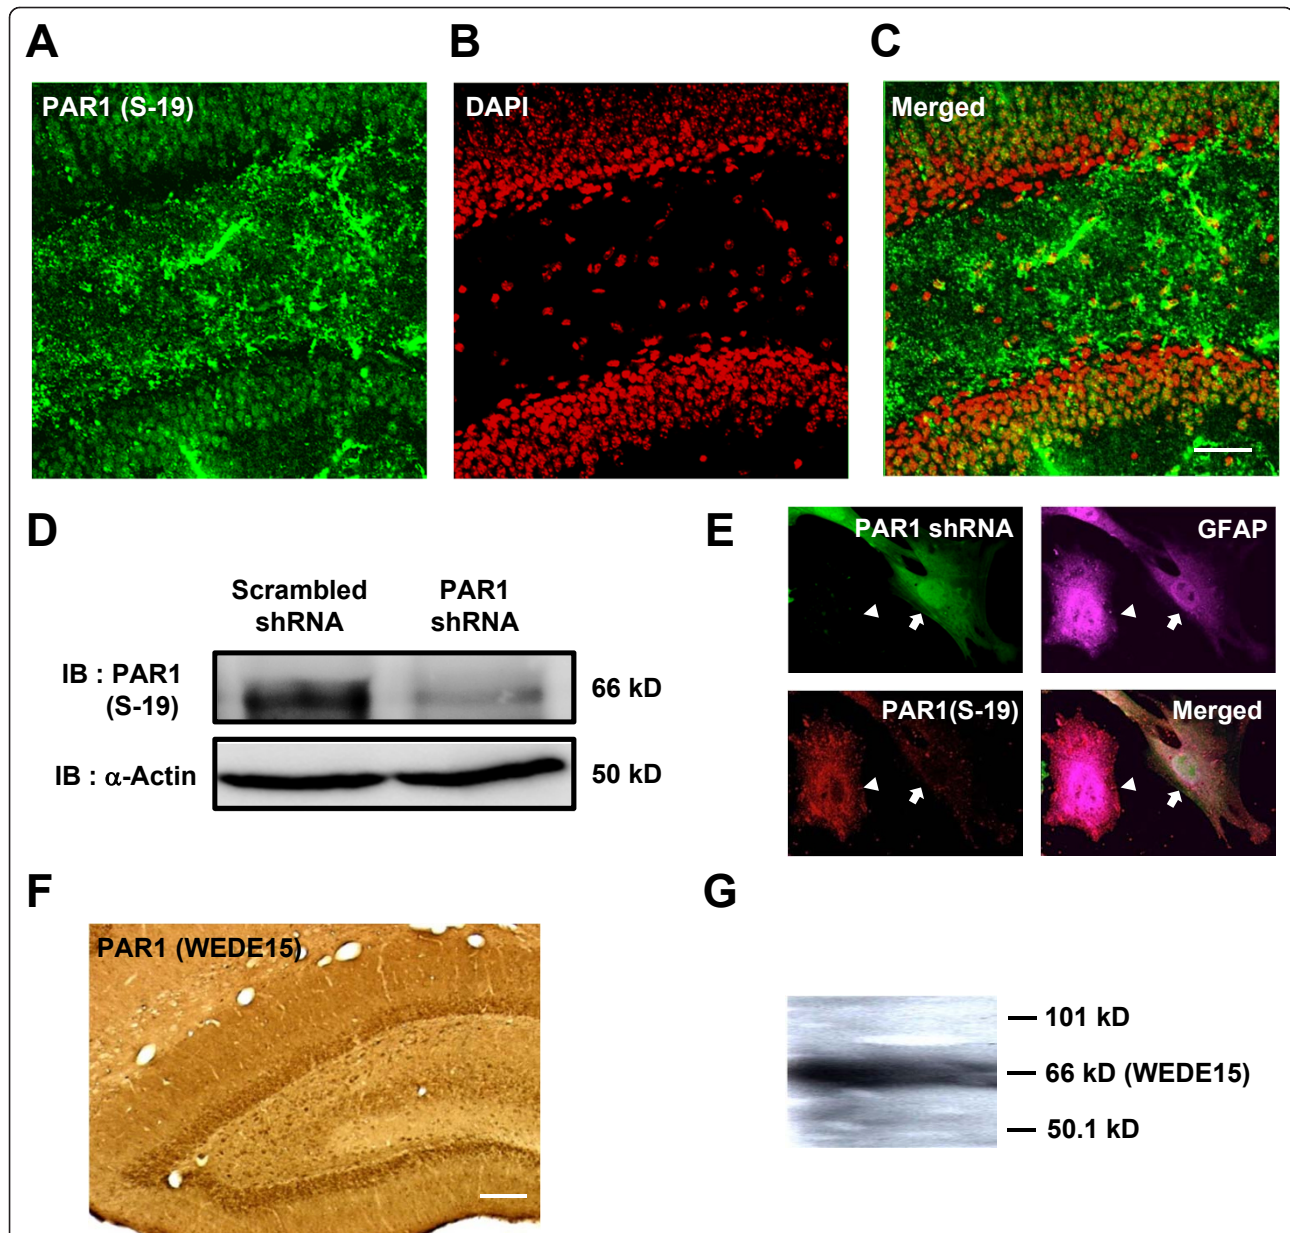 A
B
C
PAR1 (S-19)
DAPI
Merged
D
Scrambled
shRNA
PAR1
shRNA
IB : PAR1
(S-19)
66 kD
IB : α-Actin
50 kD
E
PAR1 shRNA
GFAP
PAR1(S-19)
Merged
F
PAR1 (WEDE15)
G
101 kD
66 kD (WEDE15)
50.1 kD